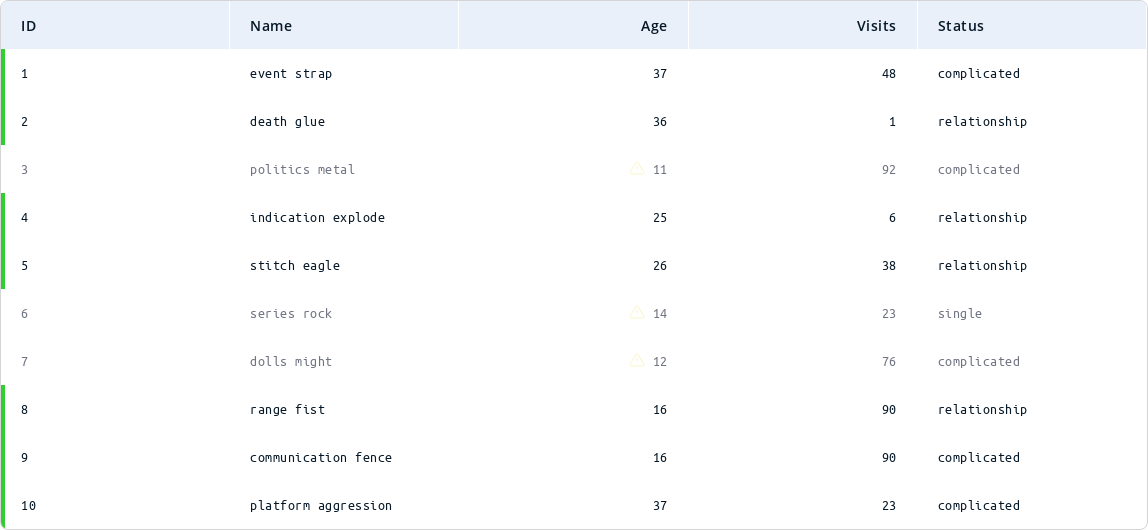 ID Name Age Visits Status
1 event strap 37 48 complicated
2 death glue 36 1 relationship
3 politics metal 11 92 complicated
4 indication explode 25 6 relationship
5 stitch eagle 26 38 relationship
6 series rock 14 23 single
7 dolls might 12 76 complicated
8 range fist 16 90 relationship
9 communication fence 16 90 complicated
10 platform aggression 37 23 complicated